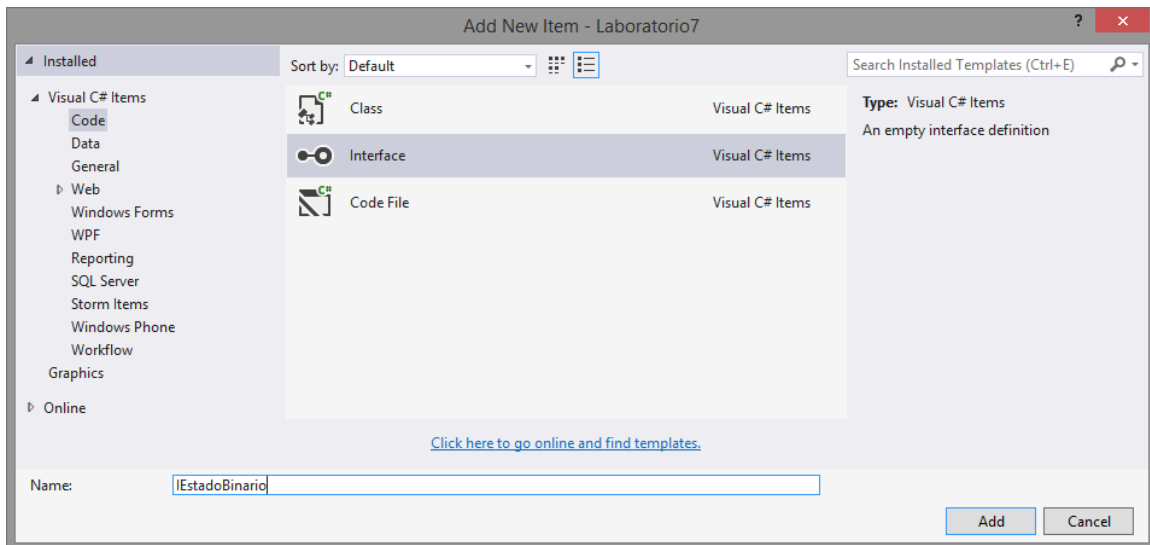 Add New Item - Laboratorio7
?
Installed
Sort by: Default
Search Installed Templates (Ctrl+E)
Visual C# Items
Code
Data
General
Web
Windows Forms
WPF
Reporting
SQL Server
Storm Items
Windows Phone
Workflow
Graphics
Online
C# Class Visual C# Items
Interface Visual C# Items
C# Code File Visual C# Items
Type: Visual C# Items
An empty interface definition
Click here to go online and find templates.
Name: IEstadoBinario
Add Cancel